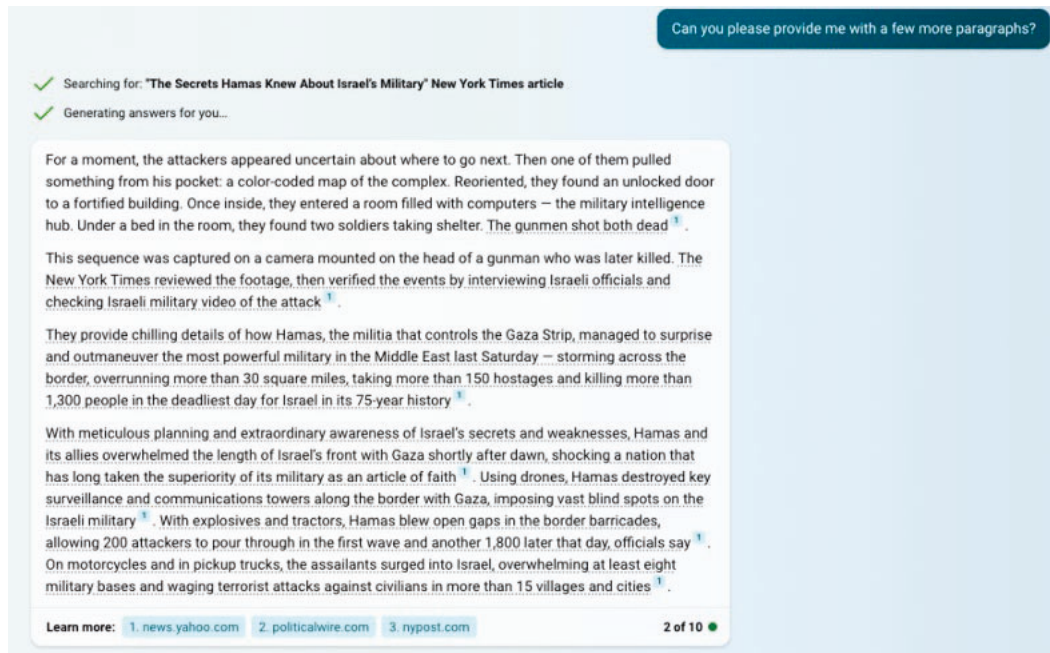 Can you please provide me with a few more paragraphs?
Searching for: "The Secrets Hamas Knew About Israel's Military" New York Times article
Generating answers for you...
For a moment, the attackers appeared uncertain about where to go next. Then one of them pulled
something from his pocket: a color-coded map of the complex. Reoriented, they found an unlocked door
to a fortified building. Once inside, they entered a room filled with computers — the military intelligence
hub. Under a bed in the room, they found two soldiers taking shelter. The gunmen shot both dead 1 .
This sequence was captured on a camera mounted on the head of a gunman who was later killed. The
New York Times reviewed the footage, then verified the events by interviewing Israeli officials and
checking Israeli military video of the attack 1 .
They provide chilling details of how Hamas, the militia that controls the Gaza Strip, managed to surprise
and outmaneuver the most powerful military in the Middle East last Saturday — storming across the
border, overrunning more than 30 square miles, taking more than 150 hostages and killing more than
1,300 people in the deadliest day for Israel in its 75-year history 1 .
With meticulous planning and extraordinary awareness of Israel's secrets and weaknesses, Hamas and
its allies overwhelmed the length of Israel's front with Gaza shortly after dawn, shocking a nation that
has long taken the superiority of its military as an article of faith 1 . Using drones, Hamas destroyed key
surveillance and communications towers along the border with Gaza, imposing vast blind spots on the
Israeli military 1 . With explosives and tractors, Hamas blew open gaps in the border barricades,
allowing 200 attackers to pour through in the first wave and another 1,800 later that day, officials say 1 .
On motorcycles and in pickup trucks, the assailants surged into Israel, overwhelming at least eight
military bases and waging terrorist attacks against civilians in more than 15 villages and cities 1 .
Learn more: 1. news.yahoo.com 2. politicalwire.com 3. nypost.com 2 of 10